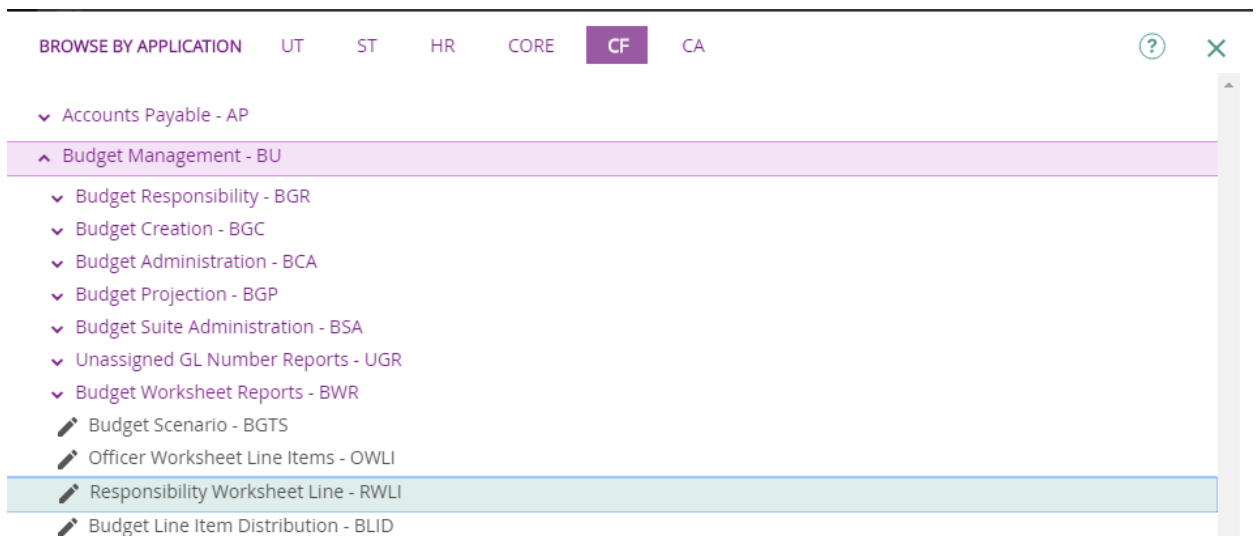 BROWSE BY APPLICATION UT ST HR CORE CF CA ?
Accounts Payable - AP
Budget Management - BU
Budget Responsibility - BGR
Budget Creation - BGC
Budget Administration - BCA
Budget Projection - BGP
Budget Suite Administration - BSA
Unassigned GL Number Reports - UGR
Budget Worksheet Reports - BWR
Budget Scenario - BGTS
Officer Worksheet Line Items - OWLI
Responsibility Worksheet Line - RWLI
Budget Line Item Distribution - BLID